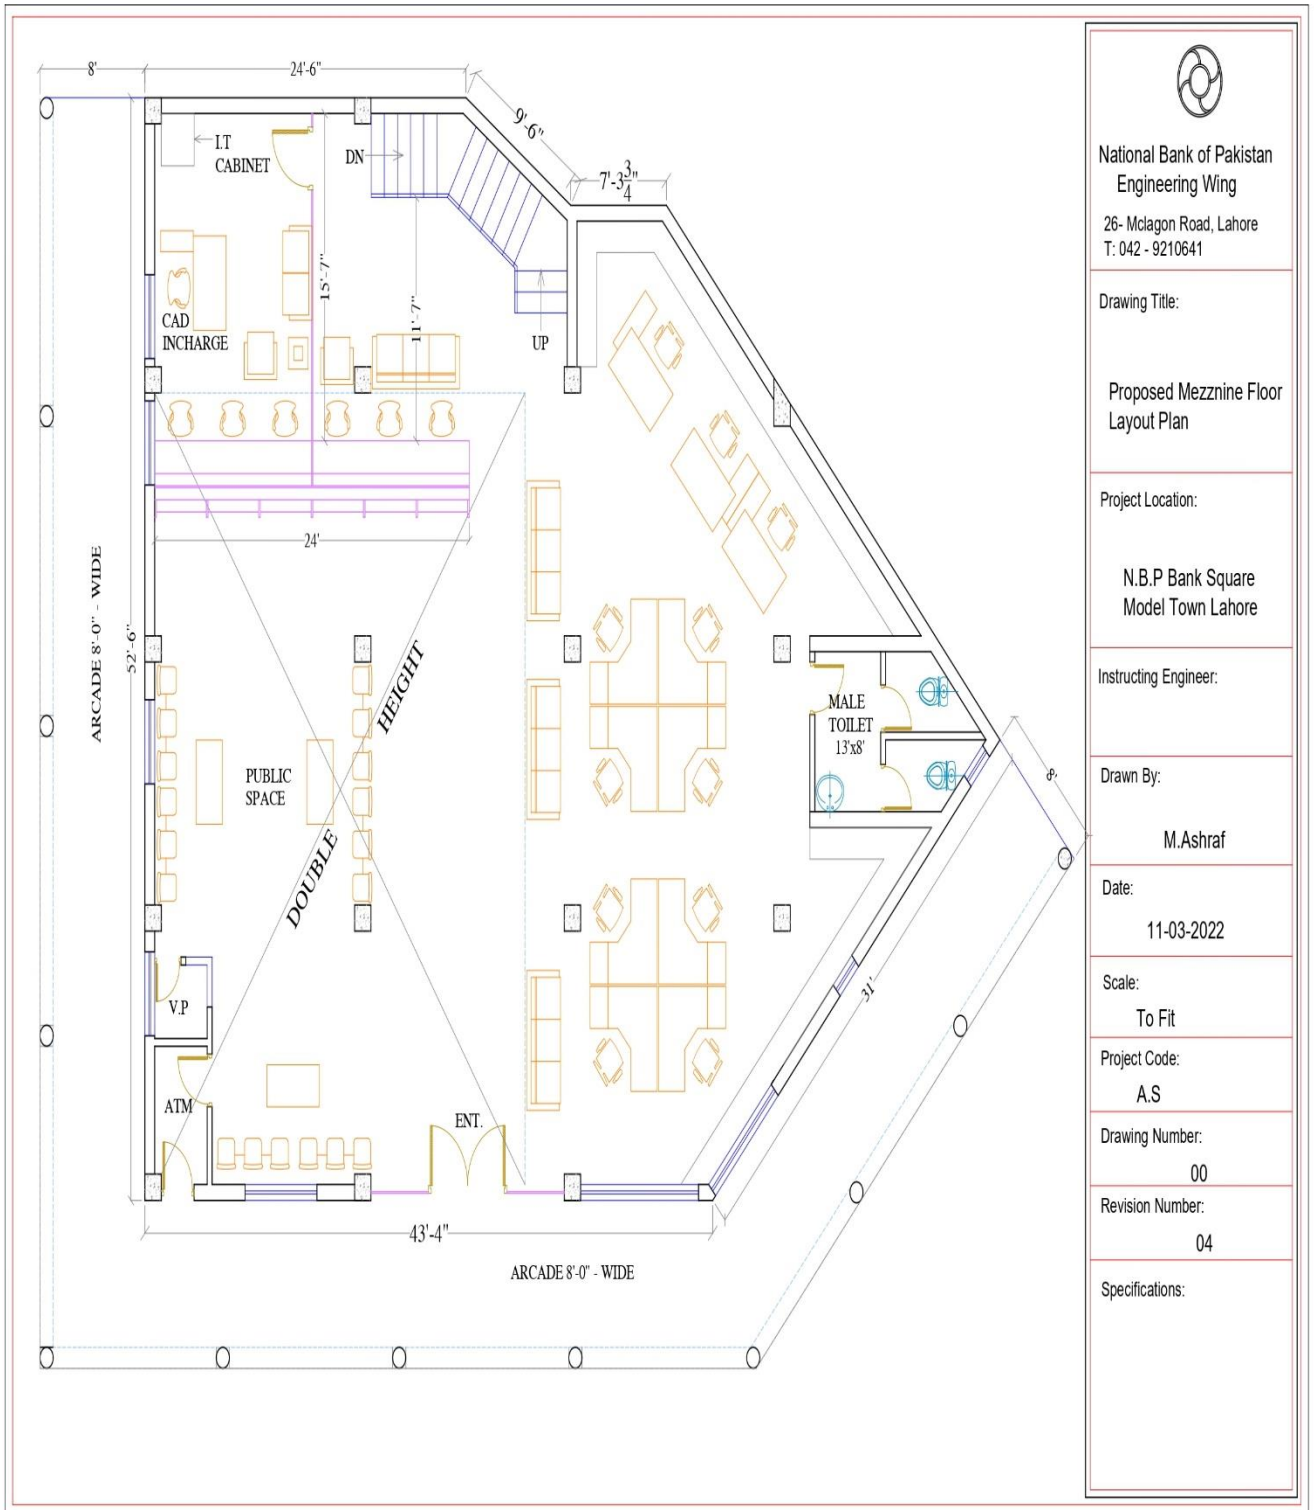 8'
24'-6"
9'-6"
7'-3 3/4"
I.T
CABINET
DN
15'-7"
11'-7"
CAD
INCHARGE
UP
24'
ARCADE 8'-0" - WIDE
52'-6"
HEIGHT
DOUBLE
PUBLIC
SPACE
MALE
TOILET
13'x8'
8'
V.P
31'
ATM
ENT.
43'-4"
ARCADE 8'-0" - WIDE
National Bank of Pakistan
Engineering Wing
26- Mclagon Road, Lahore
T: 042 - 9210641
Drawing Title:
Proposed Mezznine Floor
Layout Plan
Project Location:
N.B.P Bank Square
Model Town Lahore
Instructing Engineer:
Drawn By:
M.Ashraf
Date:
11-03-2022
Scale:
To Fit
Project Code:
A.S
Drawing Number:
00
Revision Number:
04
Specifications: